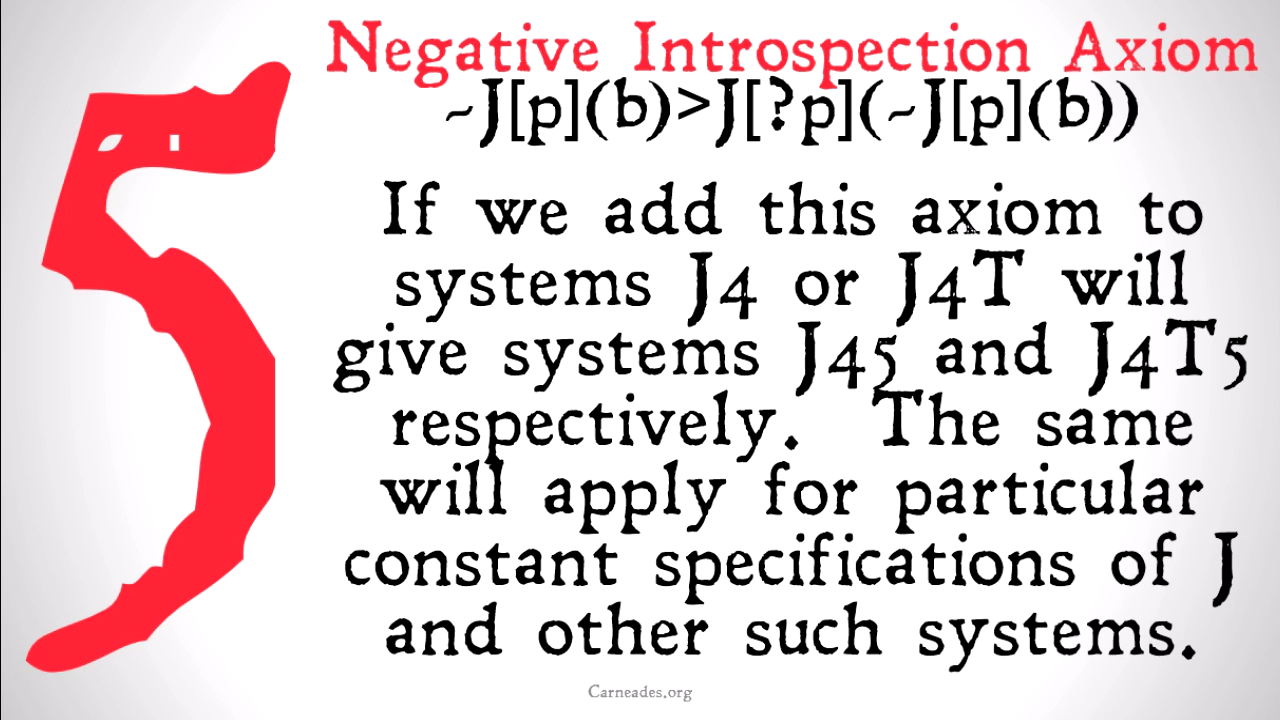 5
Negative Introspection Axiom
~J[p](b)>J[?p](~J[p](b))
If we add this axiom to
systems J4 or J4T will
give systems J45 and J4T5
respectively. The same
will apply for particular
constant specifications of J
and other such systems.
Carneades.org